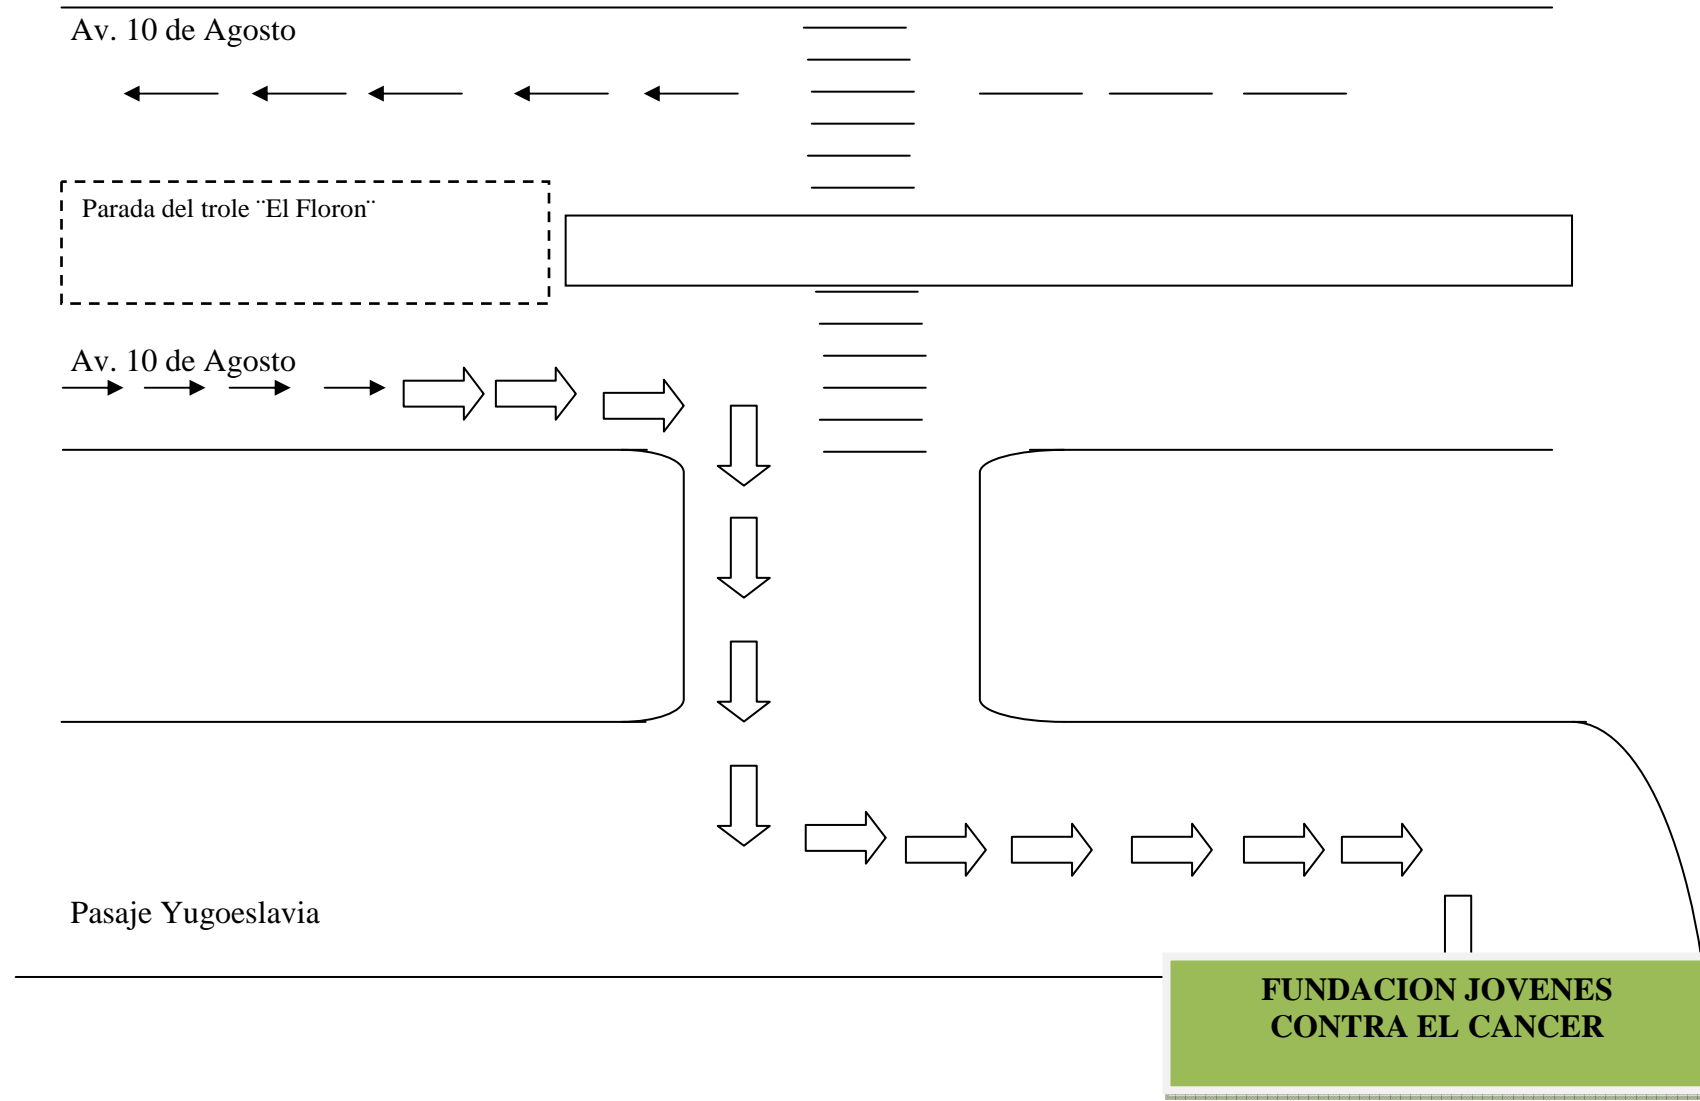 Av. 10 de Agosto
Parada del trole ¨El Floron¨
Av. 10 de Agosto
Pasaje Yugoeslavia
FUNDACION JOVENES
CONTRA EL CANCER